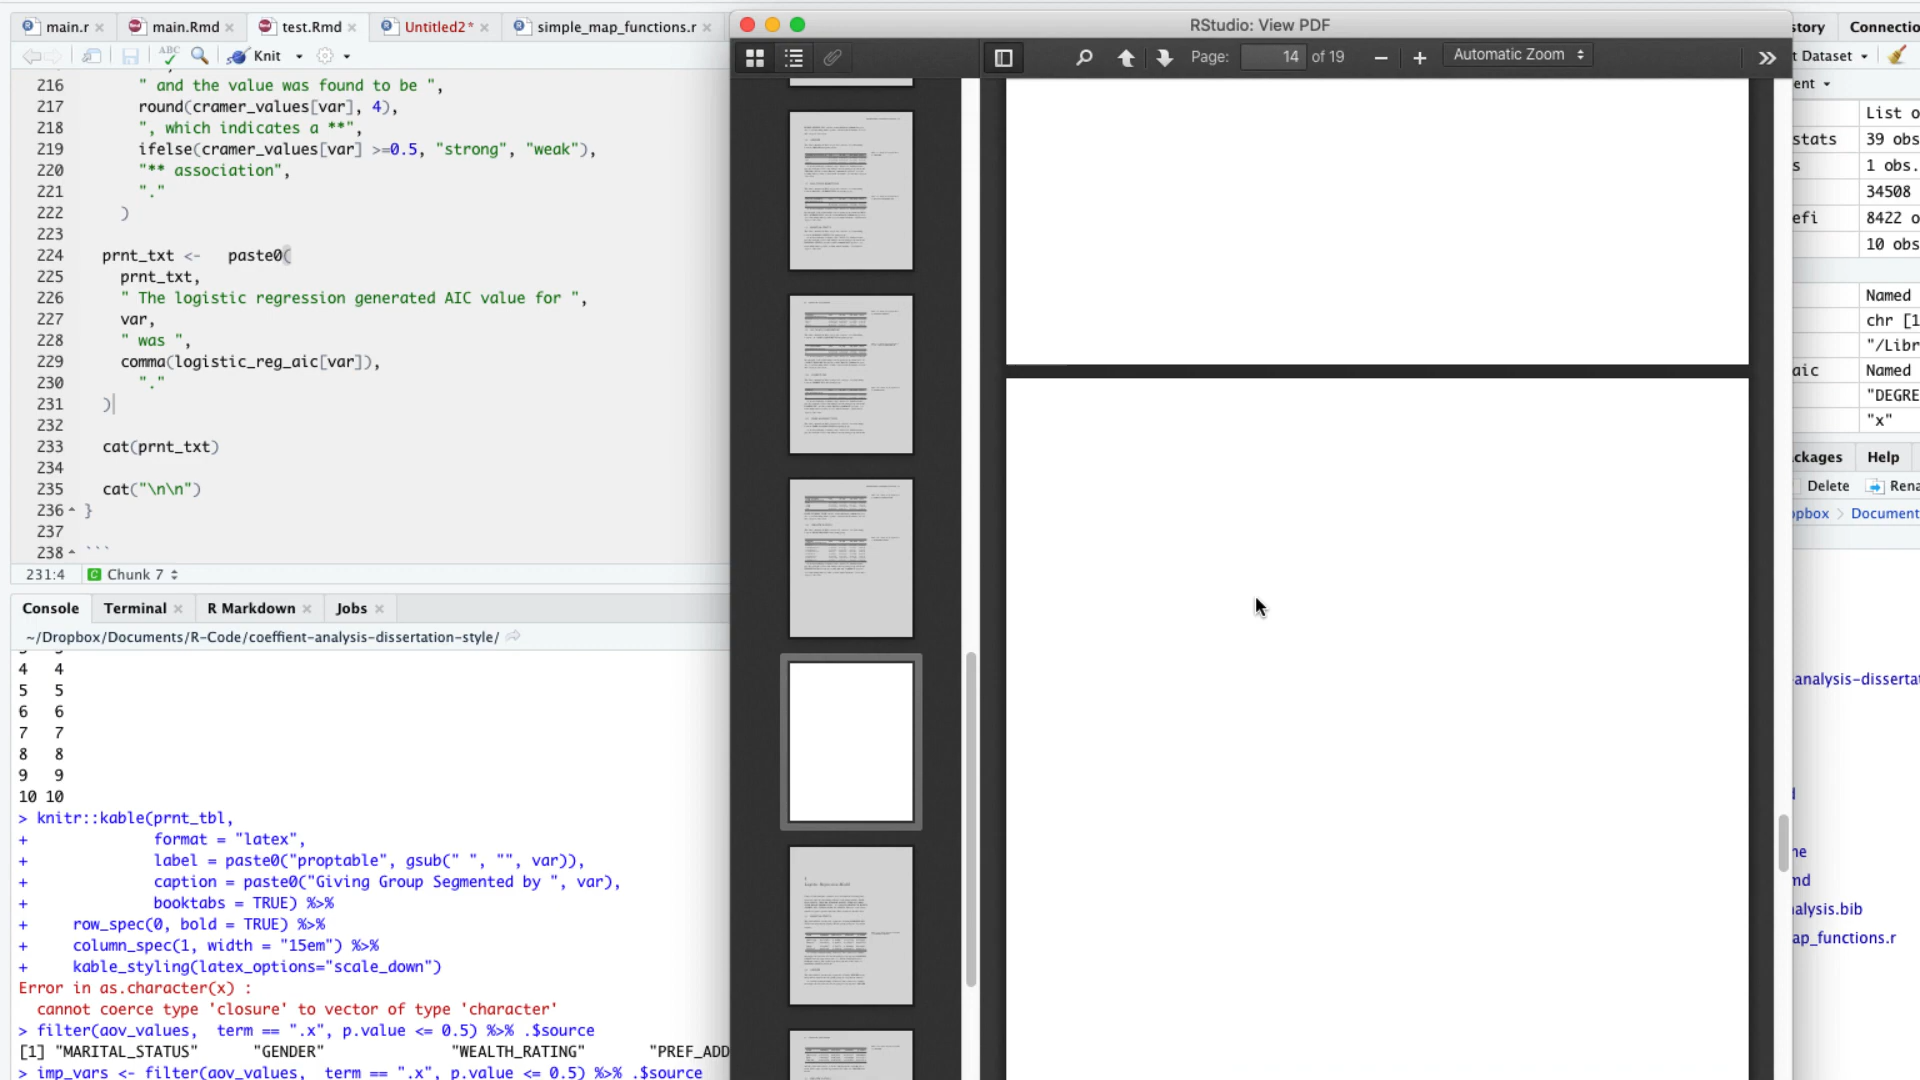 RStudio: View PDF
main.r
main.Rmd
test.Rmd
Untitled2*
simple_map_functions.r
tory
Connectio
ABC
Knit
Page: 14 of 19
Automatic Zoom
t Dataset
ent
216 " and the value was found to be ",
217 round(cramer_values[var], 4),
218 ", which indicates a **",
219 ifelse(cramer_values[var] >=0.5, "strong", "weak"),
220 "** association",
221 "."
222 )
223
224 prnt_txt <- paste0(
225 prnt_txt,
226 " The logistic regression generated AIC value for ",
227 var,
228 " was ",
229 comma(logistic_reg_aic[var]),
230 "."
231 )
232
233 cat(prnt_txt)
234
235 cat("\n\n")
236 }
237
238 ```
231:4 Chunk 7
List o
stats 39 obs
s 1 obs.
34508
efi 8422 o
10 obs
Named
chr [1
"/Libr
aic Named
"DEGRE
"x"
ckages Help
Delete Rena
opbox Document
-analysis-disserta
d
me
md
alysis.bib
ap_functions.r
Console Terminal R Markdown Jobs
~/Dropbox/Documents/R-Code/coeffient-analysis-dissertation-style/
4 4
5 5
6 6
7 7
8 8
9 9
10 10
> knitr::kable(prnt_tbl,
+ format = "latex",
+ label = paste0("proptable", gsub(" ", "", var)),
+ caption = paste0("Giving Group Segmented by ", var),
+ booktabs = TRUE) %>%
+ row_spec(0, bold = TRUE) %>%
+ column_spec(1, width = "15em") %>%
+ kable_styling(latex_options="scale_down")
Error in as.character(x) :
cannot coerce type 'closure' to vector of type 'character'
> filter(aov_values, term == ".x", p.value <= 0.5) %>% .$source
[1] "MARITAL_STATUS" "GENDER" "WEALTH_RATING" "PREF_ADD
> imp_vars <- filter(aov_values, term == ".x", p.value <= 0.5) %>% .$source